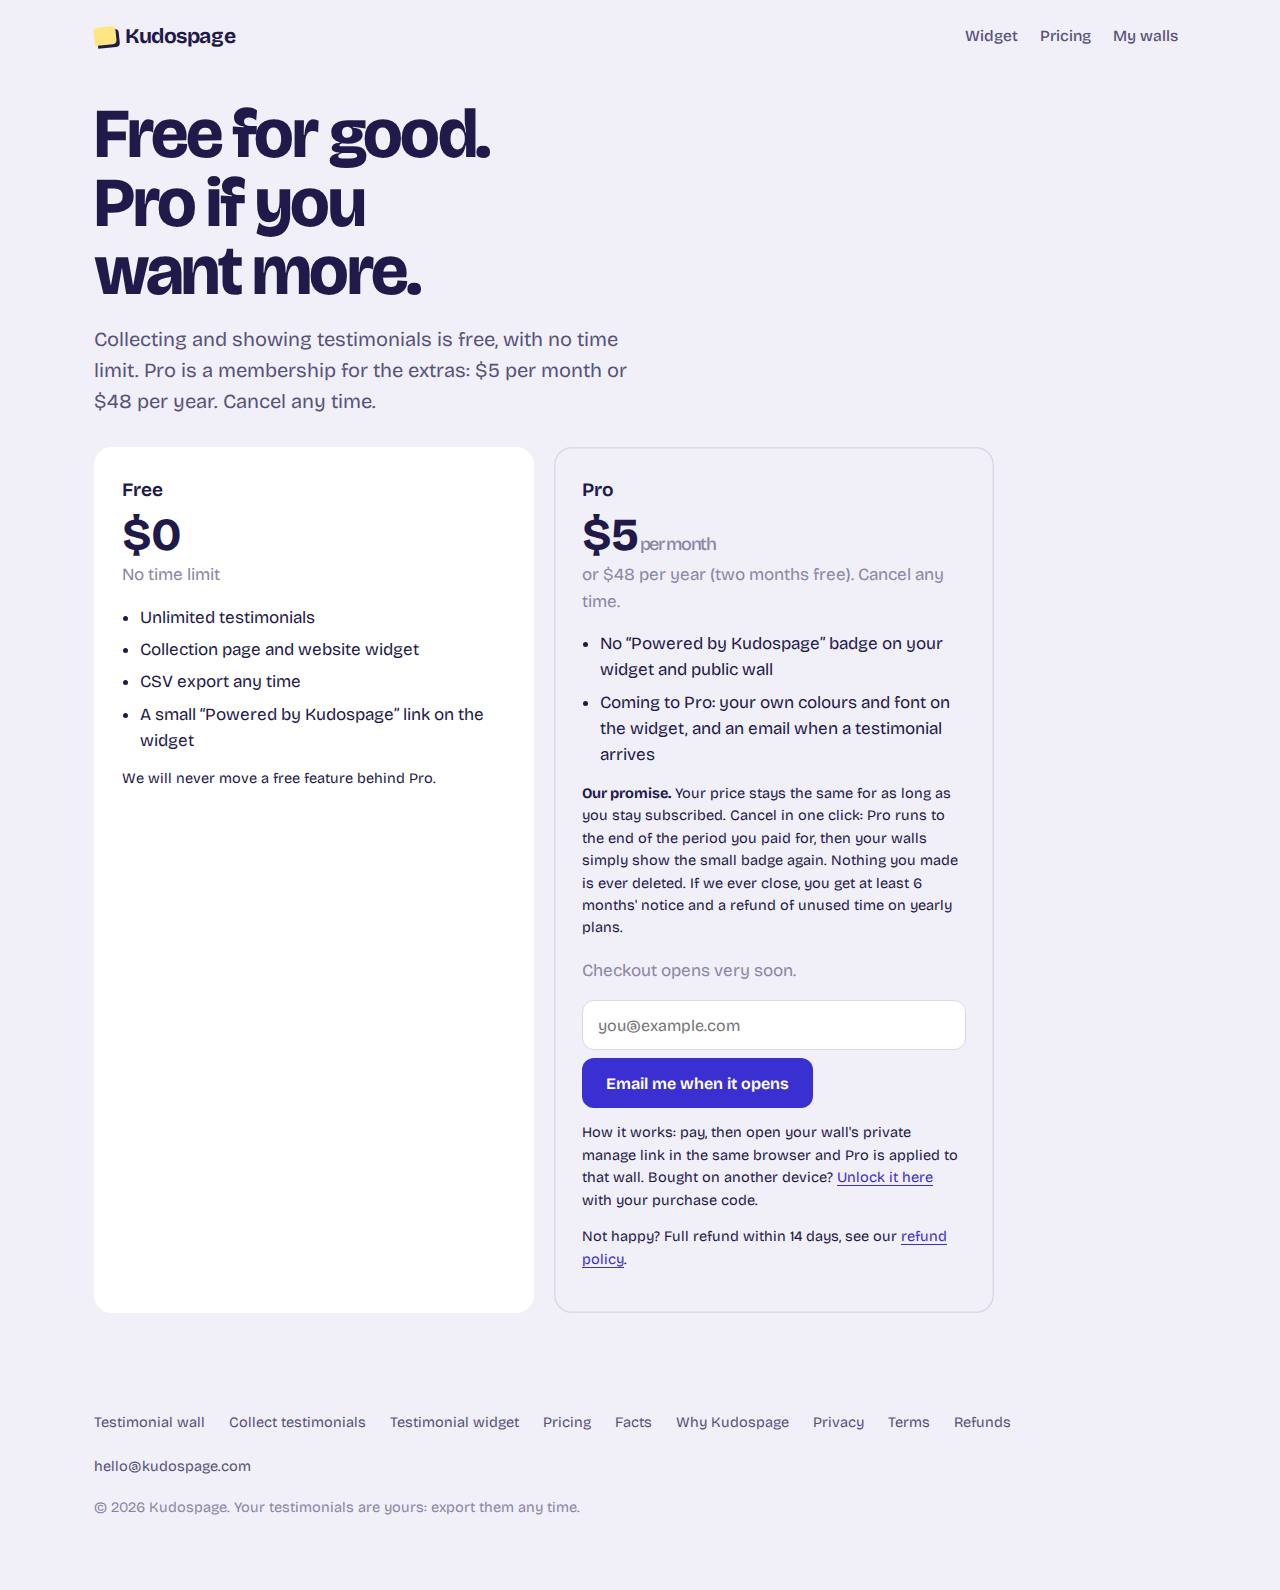 Kudospage
Widget Pricing My walls
Free for good.
Pro if you
want more.
Collecting and showing testimonials is free, with no time
limit. Pro is a membership for the extras: $5 per month or
$48 per year. Cancel any time.
Free
$0
No time limit
• Unlimited testimonials
• Collection page and website widget
• CSV export any time
• A small “Powered by Kudospage” link on the
widget
We will never move a free feature behind Pro.
Pro
$5 per month
or $48 per year (two months free). Cancel any
time.
• No “Powered by Kudospage” badge on your
widget and public wall
• Coming to Pro: your own colours and font on
the widget, and an email when a testimonial
arrives
Our promise. Your price stays the same for as long as
you stay subscribed. Cancel in one click: Pro runs to
the end of the period you paid for, then your walls
simply show the small badge again. Nothing you made
is ever deleted. If we ever close, you get at least 6
months' notice and a refund of unused time on yearly
plans.
Checkout opens very soon.
you@example.com
Email me when it opens
How it works: pay, then open your wall's private
manage link in the same browser and Pro is applied to
that wall. Bought on another device? Unlock it here
with your purchase code.
Not happy? Full refund within 14 days, see our refund
policy.
Testimonial wall Collect testimonials Testimonial widget Pricing Facts Why Kudospage Privacy Terms Refunds
hello@kudospage.com
© 2026 Kudospage. Your testimonials are yours: export them any time.